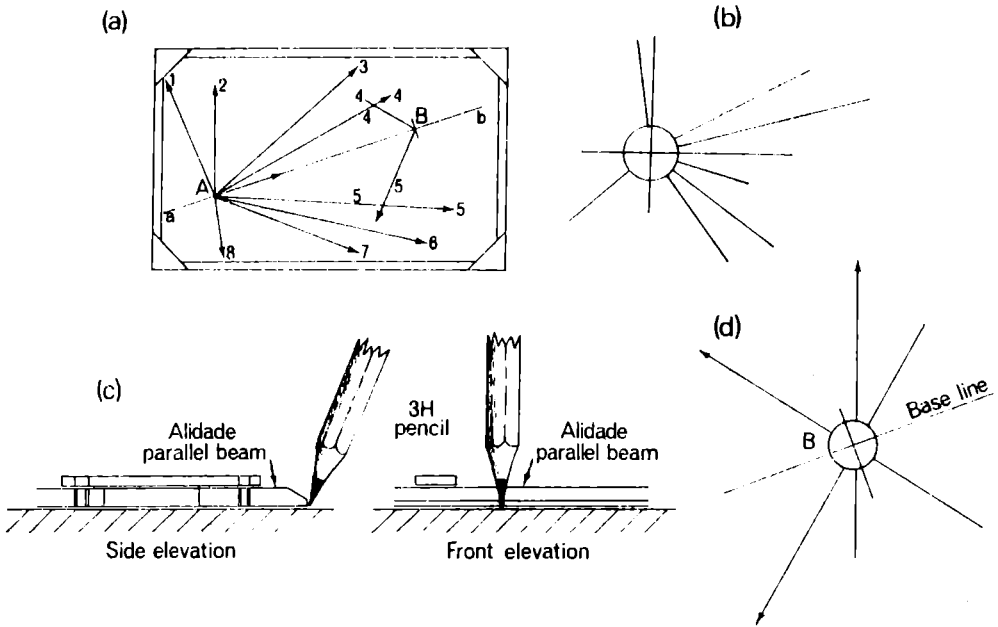 (a)
1
2
3
4
4
4
B
b
A
a
5
5
5
6
7
8
(b)
(c)
Alidade
parallel beam
3H
pencil
Alidade
parallel beam
Side elevation
Front elevation
(d)
Base line
B